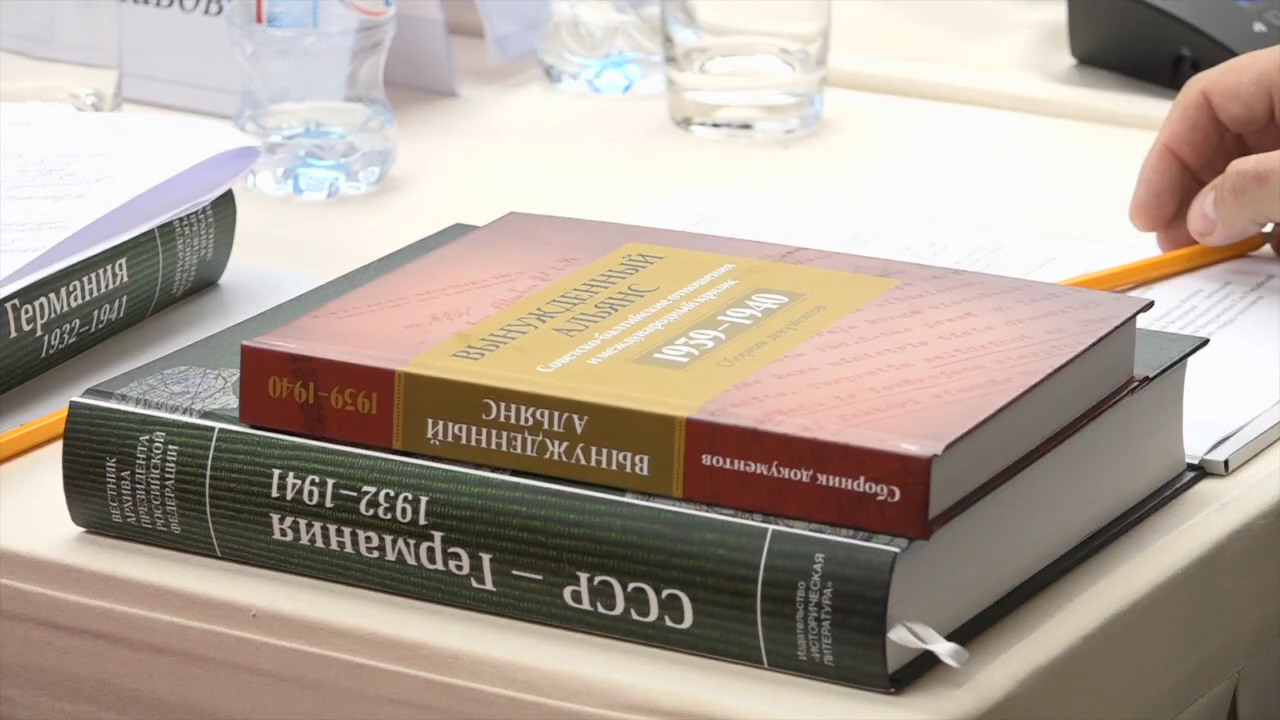 Германия
1932–1941
ВЫНУЖДЕННЫЙ
АЛЬЯНС
Советско-балтийские отношения
и международный кризис
1939–1940
Сборник документов
1939–1940
ВЫНУЖДЕННЫЙ
АЛЬЯНС
Сборник документов
ВЕСТНИК
АРХИВА
ПРЕЗИДЕНТА
РОССИЙСКОЙ
ФЕДЕРАЦИИ
СССР – Германия
1932–1941
Издательство
«ИСТОРИЧЕСКАЯ
ЛИТЕРАТУРА»